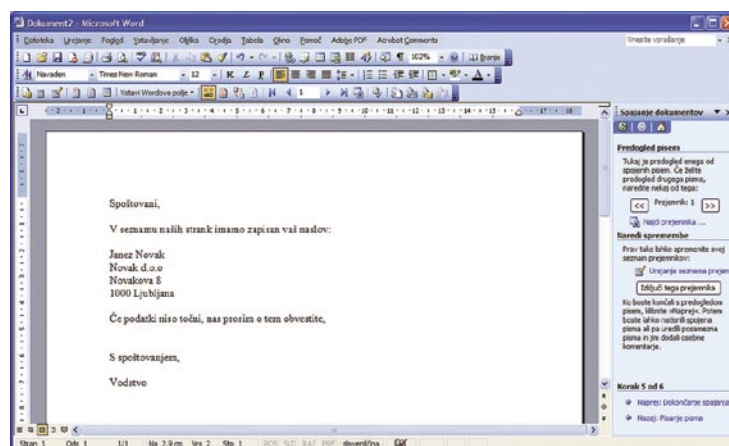 Dokument2 - Microsoft Word
Datoteka Urejanje Pogled Vstavljanje Oblika Orodja Tabela Okno Pomoč Adobe PDF Acrobat Comments
Vnesite vprašanje
102% Branje
Navaden Times New Roman 12 K L P
Vstavi Wordovo polje 1
Spajanje dokumentov
Spoštovani,
V seznamu naših strank imamo zapisan vaš naslov:
Janez Novak
Novak d.o.o
Novakova 8
1000 Ljubljana
Če podatki niso točni, nas prosim o tem obvestite,
S spoštovanjem,
Vodstvo
Predogled pisem
Tukaj je predogled enega od
spojenih pisem. Če želite
predogled drugega pisma,
naredite nekaj od tega:
<< Prejemnik: 1 >>
Najdi prejemnika ...
Naredi spremembe
Prav tako lahko spremenite svoj
seznam prejemnikov:
Urejanje seznama prejem
Izključi tega prejemnika
Ko boste končali s predogledom
pisem, kliknite »Naprej«. Potem
boste lahko natisnili spojena
pisma ali pa uredili posamezna
pisma in jim dodali osebne
komentarje.
Korak 5 od 6
Naprej: Dokončanje spajanja
Nazaj: Pisanje pisma
Stran 1 Ods 1 1/1 Na 2,9 cm Vrs 2 Sto 1 POS SLD RAZ PRE slovenščina